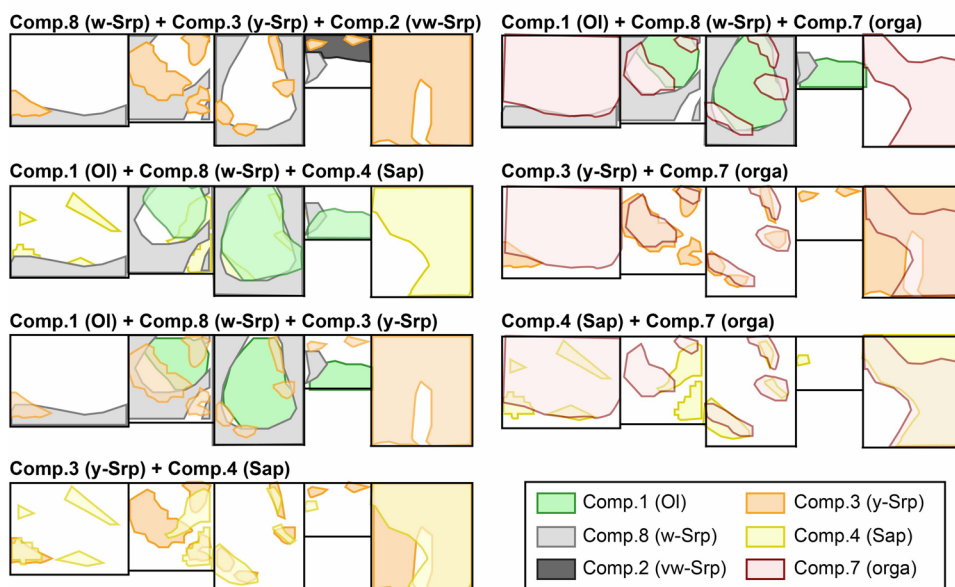 Comp.8 (w-Srp) + Comp.3 (y-Srp) + Comp.2 (vw-Srp)
Comp.1 (Ol) + Comp.8 (w-Srp) + Comp.7 (orga)
Comp.1 (Ol) + Comp.8 (w-Srp) + Comp.4 (Sap)
Comp.3 (y-Srp) + Comp.7 (orga)
Comp.1 (Ol) + Comp.8 (w-Srp) + Comp.3 (y-Srp)
Comp.4 (Sap) + Comp.7 (orga)
Comp.3 (y-Srp) + Comp.4 (Sap)
Comp.1 (Ol)
Comp.3 (y-Srp)
Comp.8 (w-Srp)
Comp.4 (Sap)
Comp.2 (vw-Srp)
Comp.7 (orga)